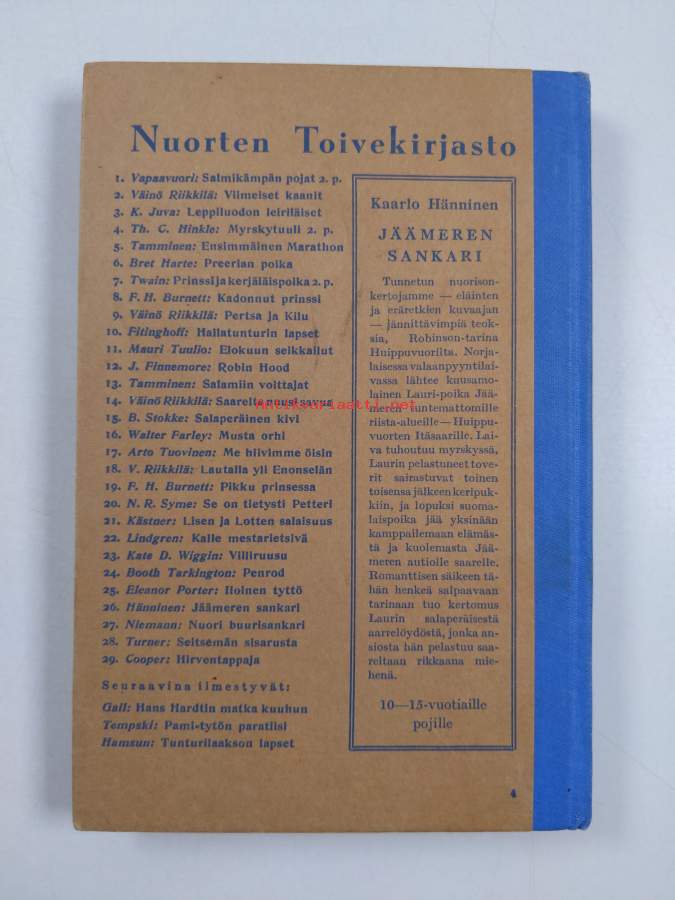 Nuorten Toivekirjasto
1. Vapaavuori: Salmikämpän pojat 2. p.
2. Väinö Riikkilä: Viimeiset kaanit
3. K. Juva: Leppiluodon leiriläiset
4. Th. C. Hinkle: Myrskytuuli 2. p.
5. Tamminen: Ensimmäinen Marathon
6. Bret Harte: Preerian poika
7. Twain: Prinssi ja kerjäläispoika 2. p.
8. F. H. Burnett: Kadonnut prinssi
9. Väinö Riikkilä: Pertsa ja Kilu
10. Fitinghoff: Hallatunturin lapset
11. Mauri Tuulio: Elokuun seikkailut
12. J. Finnemore: Robin Hood
13. Tamminen: Salamiin voittajat
14. Väinö Riikkilä: Saarelta nousi savua
15. B. Stokke: Salaperäinen kivi
16. Walter Farley: Musta orhi
17. Arto Tuovinen: Me hiivimme öisin
18. V. Riikkilä: Lautalla yli Enonselän
19. F. H. Burnett: Pikku prinsessa
20. N. R. Syme: Se on tietysti Petteri
21. Kästner: Lisen ja Lotten salaisuus
22. Lindgren: Kalle mestarietsivä
23. Kate D. Wiggin: Villiruusu
24. Booth Tarkington: Penrod
25. Eleanor Porter: Iloinen tyttö
26. Hänninen: Jäämeren sankari
27. Niemann: Nuori buurisankari
28. Turner: Seitsemän sisarusta
29. Cooper: Hirventappaja
Seuraavina ilmestyvät:
Gail: Hans Hardtin matka kuuhun
Tempski: Pami-tytön paratiisi
Hamsun: Tunturilaakson lapset
Kaarlo Hänninen
JÄÄMEREN
SANKARI
Tunnetun nuorison-
kertojamme — eläinten
ja eräretkien kuvaajan
— jännittävimpiä teok-
sia, Robinson-tarina
Huippuvuorilta. Norja-
laisessa valaanpyyntilai-
vassa lähtee kuusamo-
lainen Lauri-poika Jää-
meren tuntemattomille
riista-alueille — Huippu-
vuorten Itäsaarille. Lai-
va tuhoutuu myrskyssä,
Laurin pelastuneet tove-
rit sairastuvat toinen
toisensa jälkeen keripuk-
kiin, ja lopuksi suoma-
laispoika jää yksinään
kamppailemaan elämäs-
tä ja kuolemasta Jää-
meren autiolle saarelle.
Romanttisen säikeen tä-
hän henkeä salpaavaan
tarinaan tuo kertomus
Laurin salaperäisestä
aarrelöydöstä, jonka an-
siosta hän pelastuu saa-
reltaan rikkaana mie-
henä.
10—15-vuotiaille
pojille
4
antikvariaatti.net